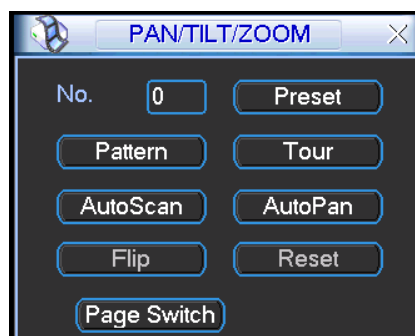 PAN/TILT/ZOOM
No. 0 Preset
Pattern Tour
AutoScan AutoPan
Flip Reset
Page Switch